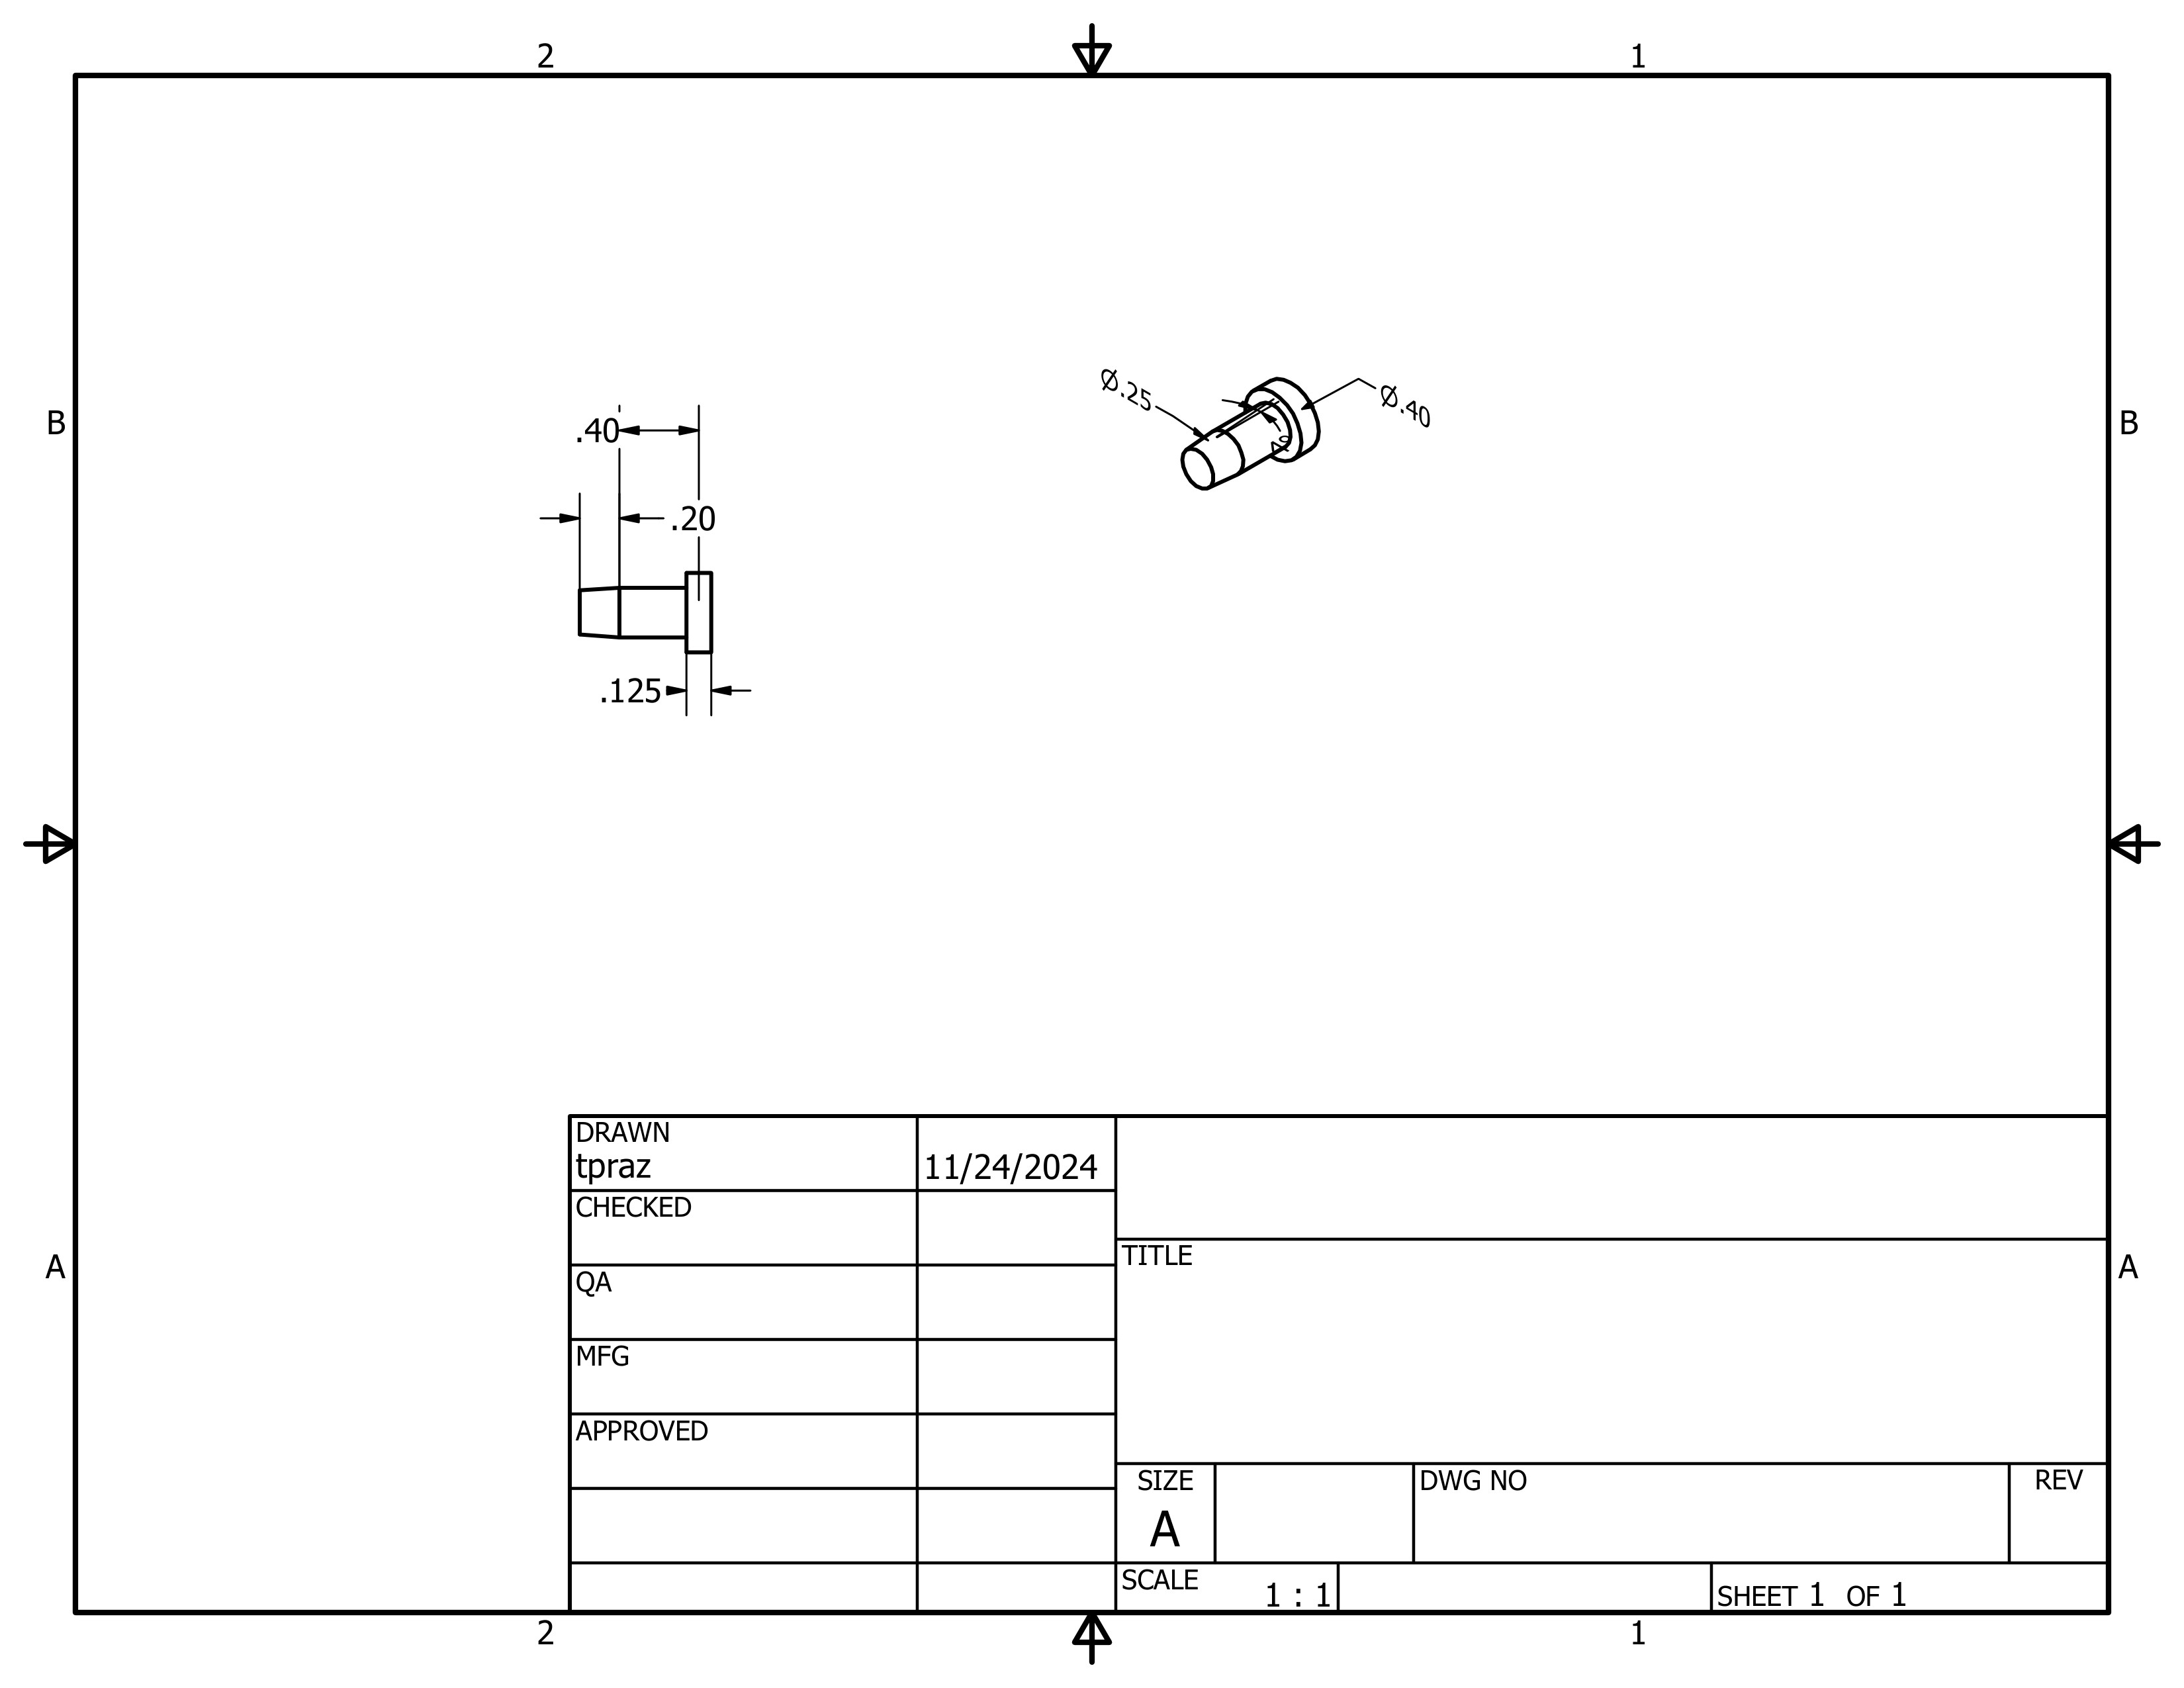 2 1
B B
Ø.25
Ø.40
.40
.20
.125
DRAWN
tpraz 11/24/2024
CHECKED
TITLE
QA
MFG
APPROVED
SIZE DWG NO REV
A
SCALE 1 : 1 SHEET 1 OF 1
A A
2 1